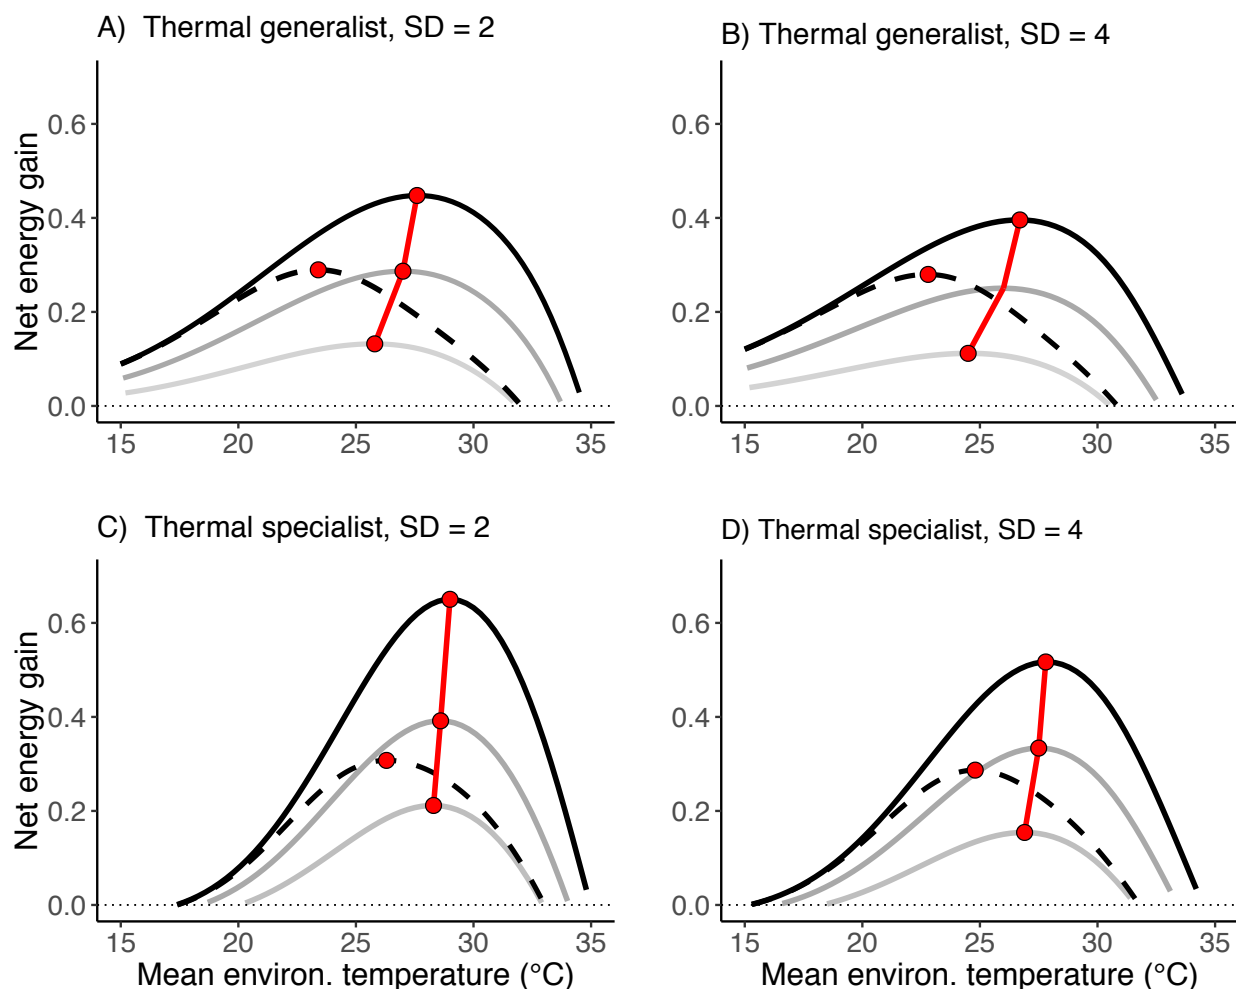 A)  Thermal generalist, SD = 2
B) Thermal generalist, SD = 4
Net energy gain
0.6
0.4
0.2
0.0
15 20 25 30 35
0.6
0.4
0.2
0.0
15 20 25 30 35
C)  Thermal specialist, SD = 2
D) Thermal specialist, SD = 4
Net energy gain
0.6
0.4
0.2
0.0
15 20 25 30 35
Mean environ. temperature (°C)
0.6
0.4
0.2
0.0
15 20 25 30 35
Mean environ. temperature (°C)